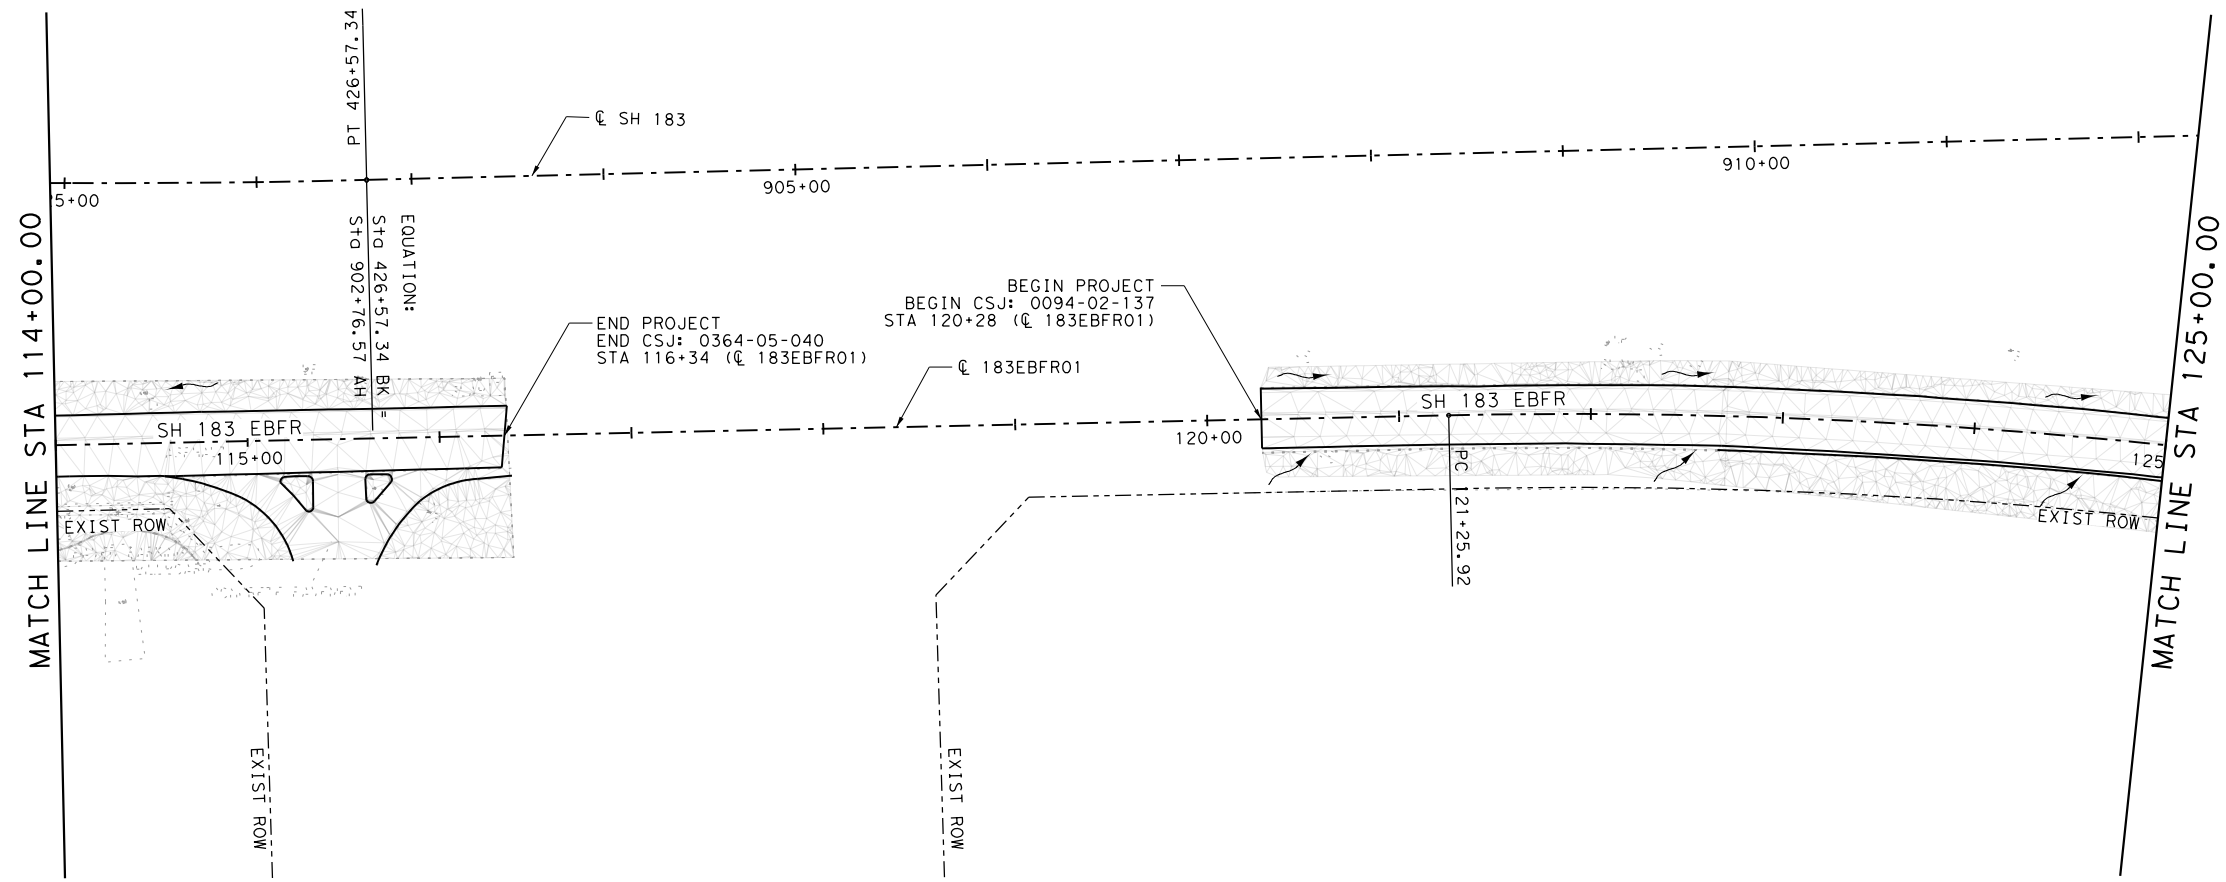 PT 426+57.34
℄ SH 183
5+00
905+00
910+00
EQUATION:
Sta 426+57.34 BK =
Sta 902+76.57 AH
MATCH LINE STA 114+00.00
MATCH LINE STA 125+00.00
BEGIN PROJECT
BEGIN CSJ: 0094-02-137
STA 120+28 (℄ 183EBFR01)
END PROJECT
END CSJ: 0364-05-040
STA 116+34 (℄ 183EBFR01)
℄ 183EBFR01
SH 183 EBFR
SH 183 EBFR
115+00
120+00
125
PC 121+25.92
EXIST ROW
EXIST ROW
EXIST ROW
EXIST ROW